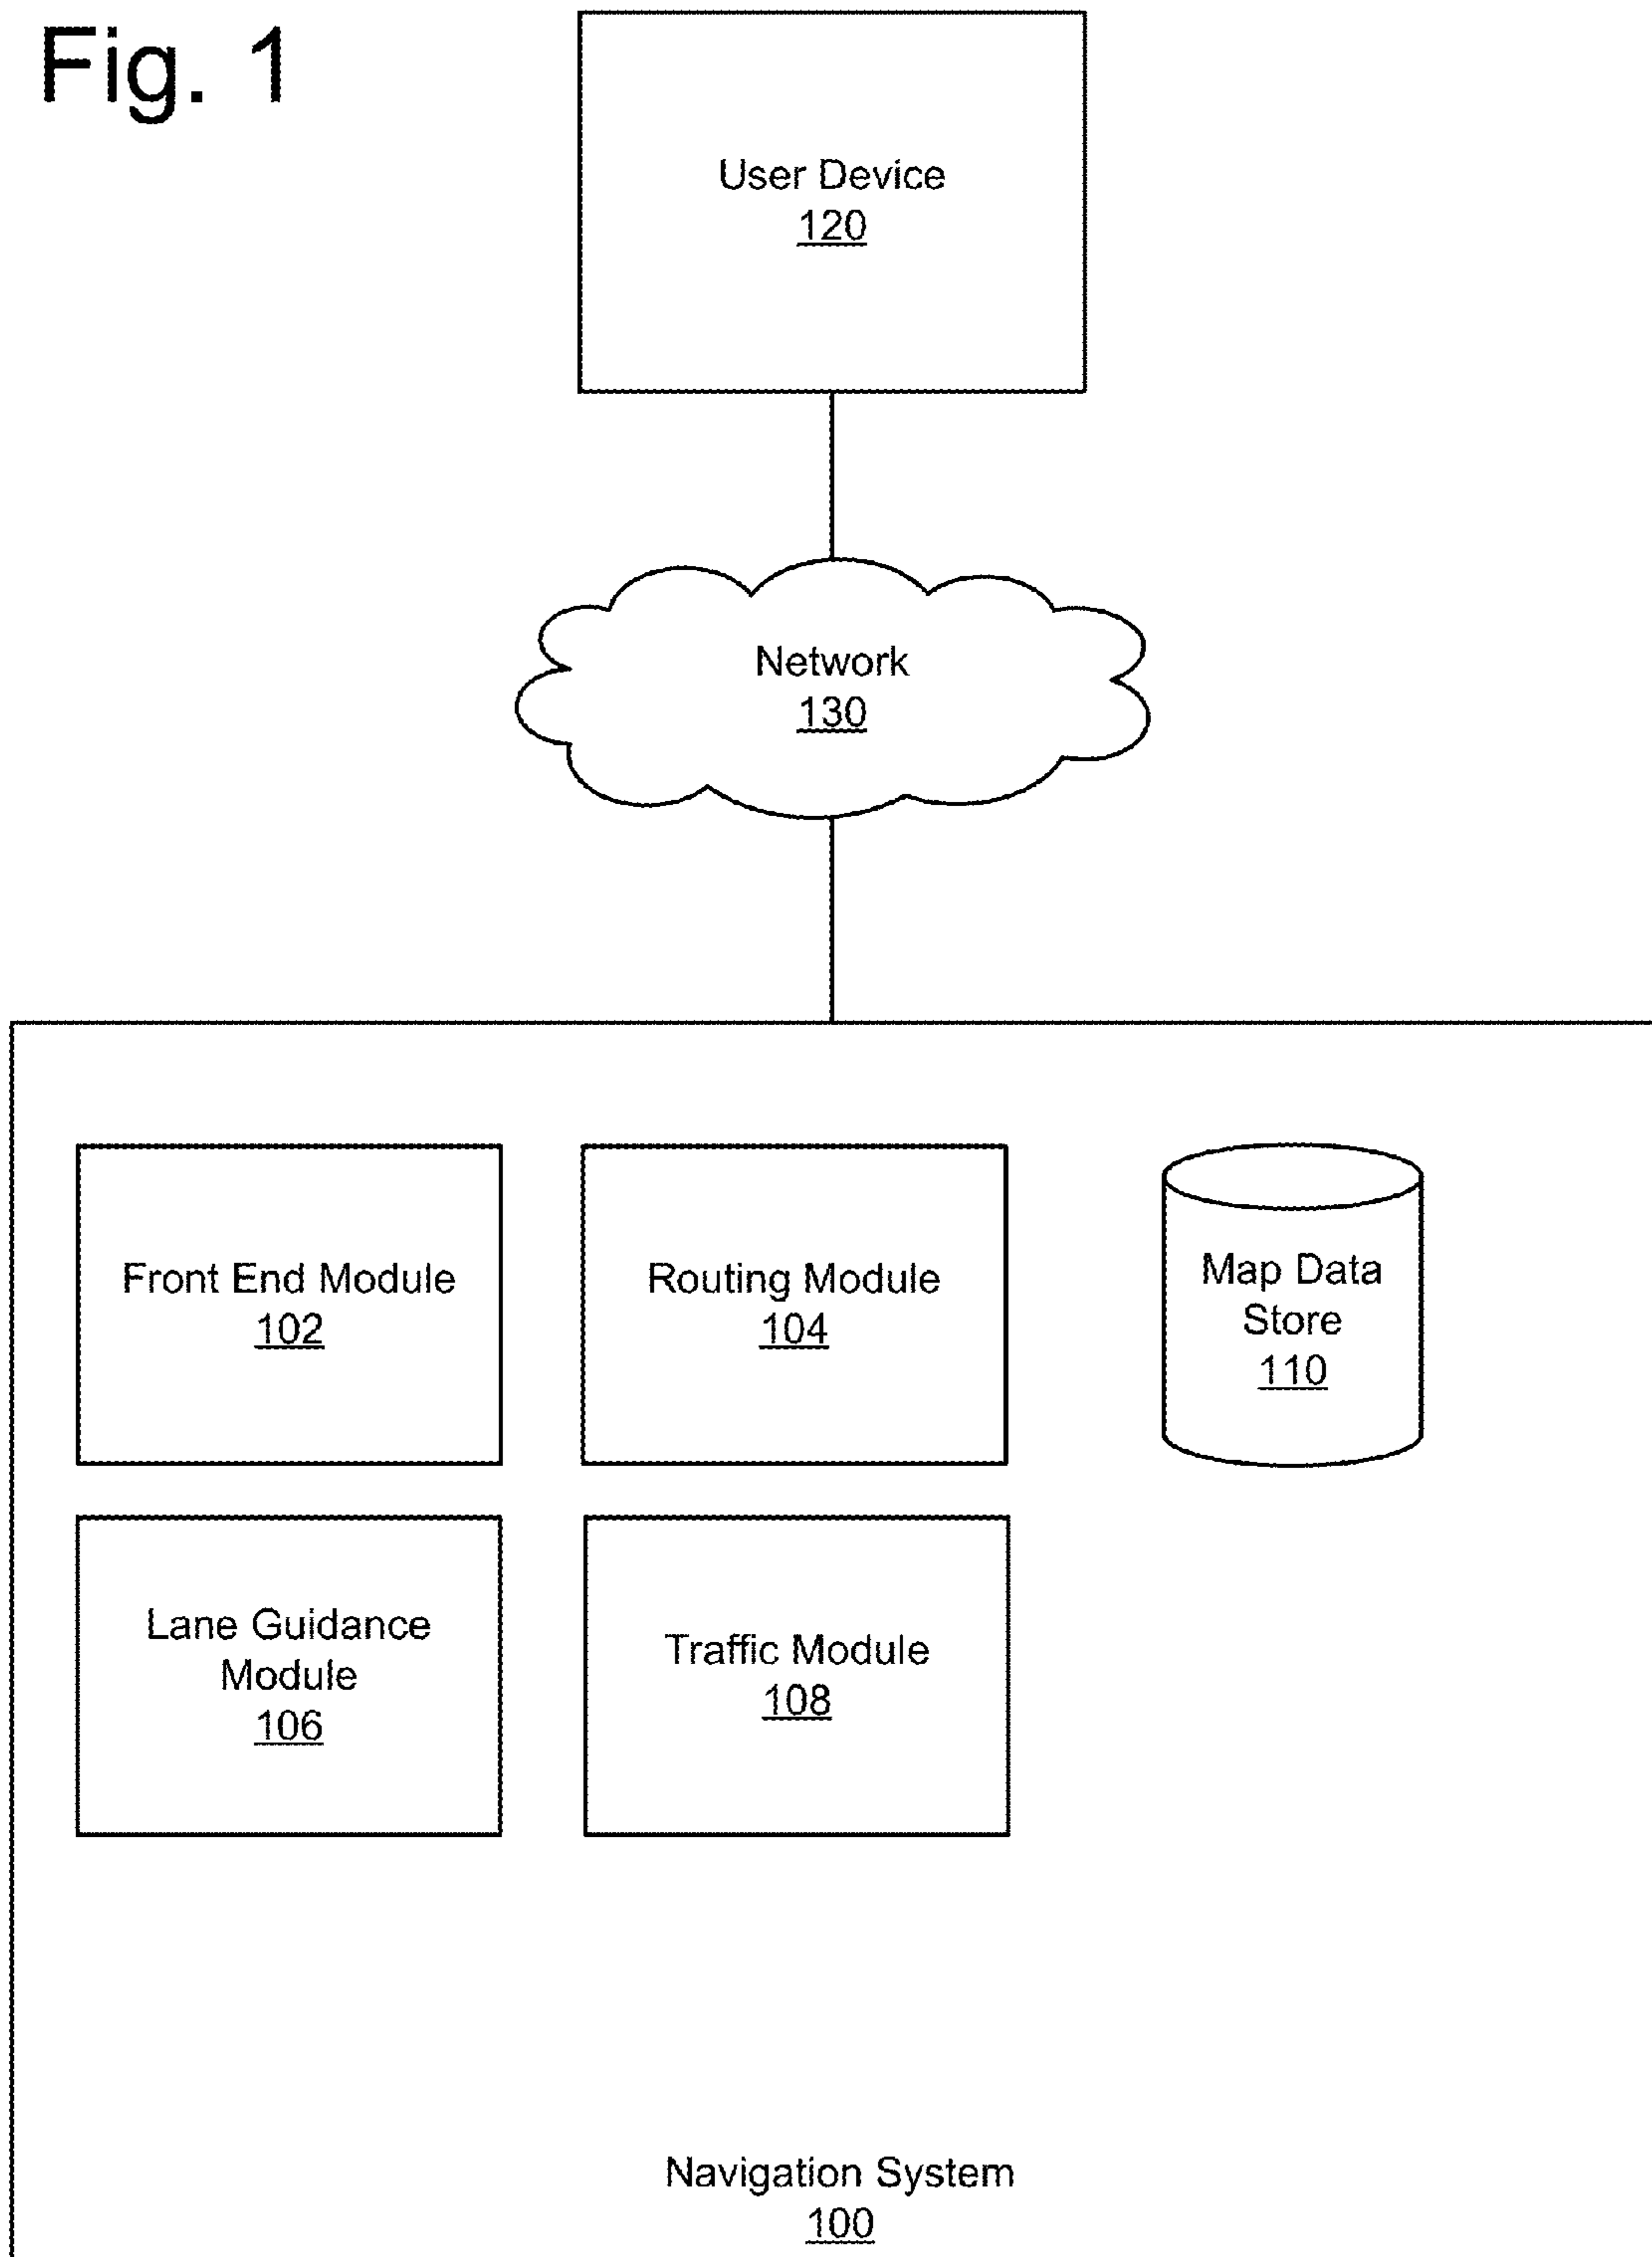 Fig. 1
User Device
120
Network
130
Front End Module
102
Routing Module
104
Map Data
Store
110
Lane Guidance
Module
106
Traffic Module
108
Navigation System
100